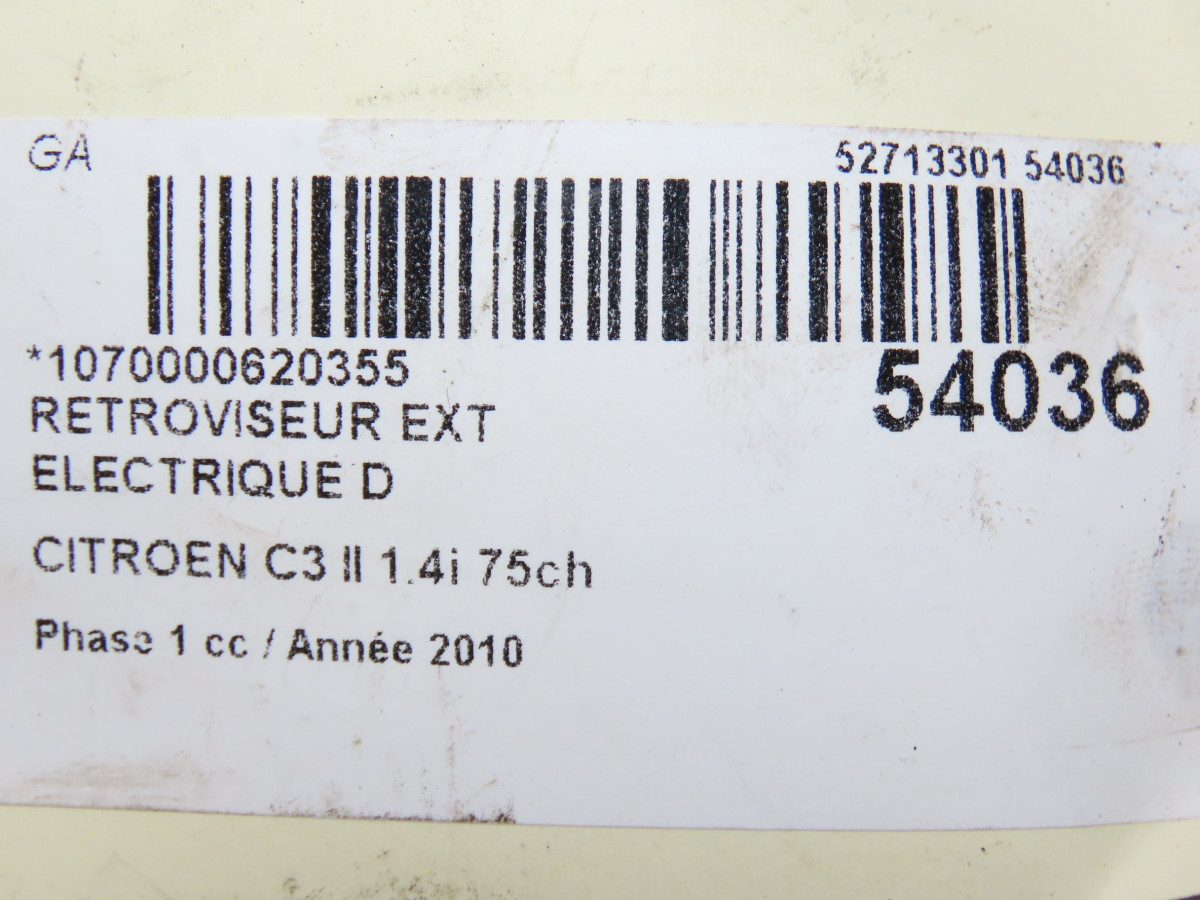 GA
52713301 54036
*1070000620355
54036
RETROVISEUR EXT
ELECTRIQUE D
CITROEN C3 II 1.4i 75ch
Phase 1 cc / Année 2010